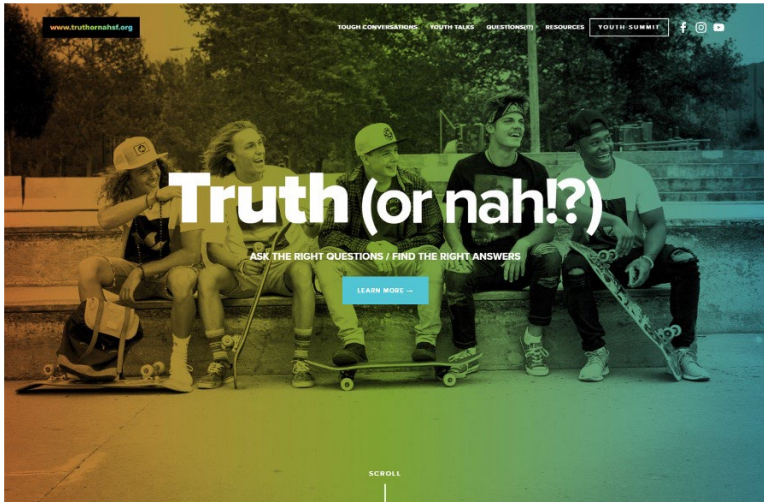 www.truthornahsf.org
TOUGH CONVERSATIONS YOUTH TALKS QUESTIONS(!?) RESOURCES YOUTH SUMMIT
Truth (or nah!?)
ASK THE RIGHT QUESTIONS / FIND THE RIGHT ANSWERS
LEARN MORE →
SCROLL